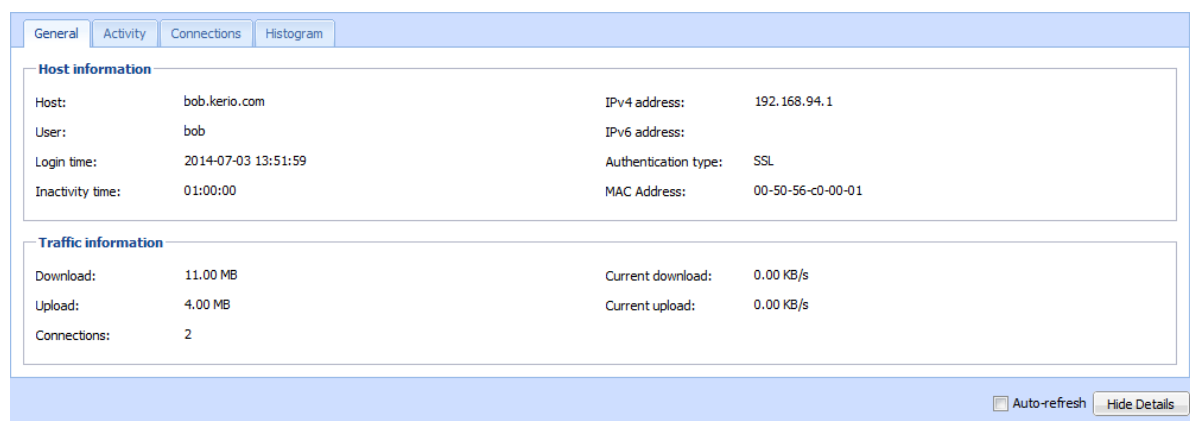 General Activity Connections Histogram
Host information
Host: bob.kerio.com IPv4 address: 192.168.94.1
User: bob IPv6 address:
Login time: 2014-07-03 13:51:59 Authentication type: SSL
Inactivity time: 01:00:00 MAC Address: 00-50-56-c0-00-01
Traffic information
Download: 11.00 MB Current download: 0.00 KB/s
Upload: 4.00 MB Current upload: 0.00 KB/s
Connections: 2
Auto-refresh Hide Details